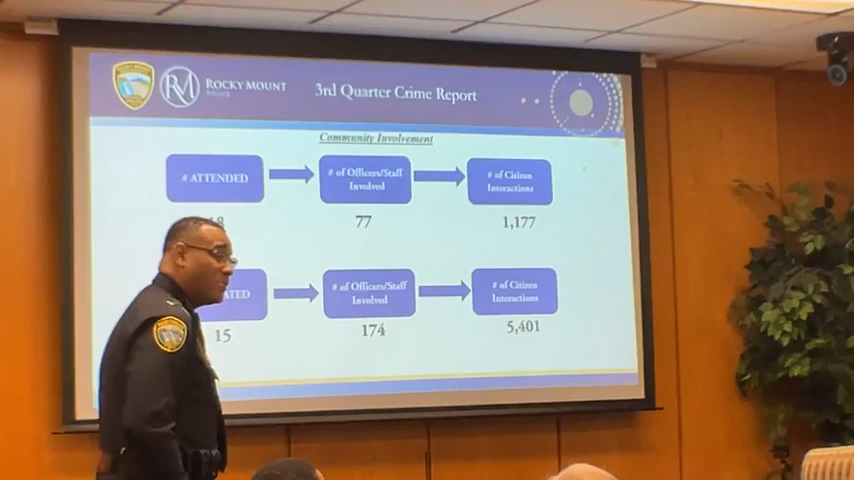 RM
ROCKY MOUNT
POLICE
3rd Quarter Crime Report
Community Involvement
# ATTENDED
# of Officers/Staff
Involved
# of Citizen
Interactions
77
1,177
# of Officers/Staff
Involved
# of Citizen
Interactions
15
174
5,401